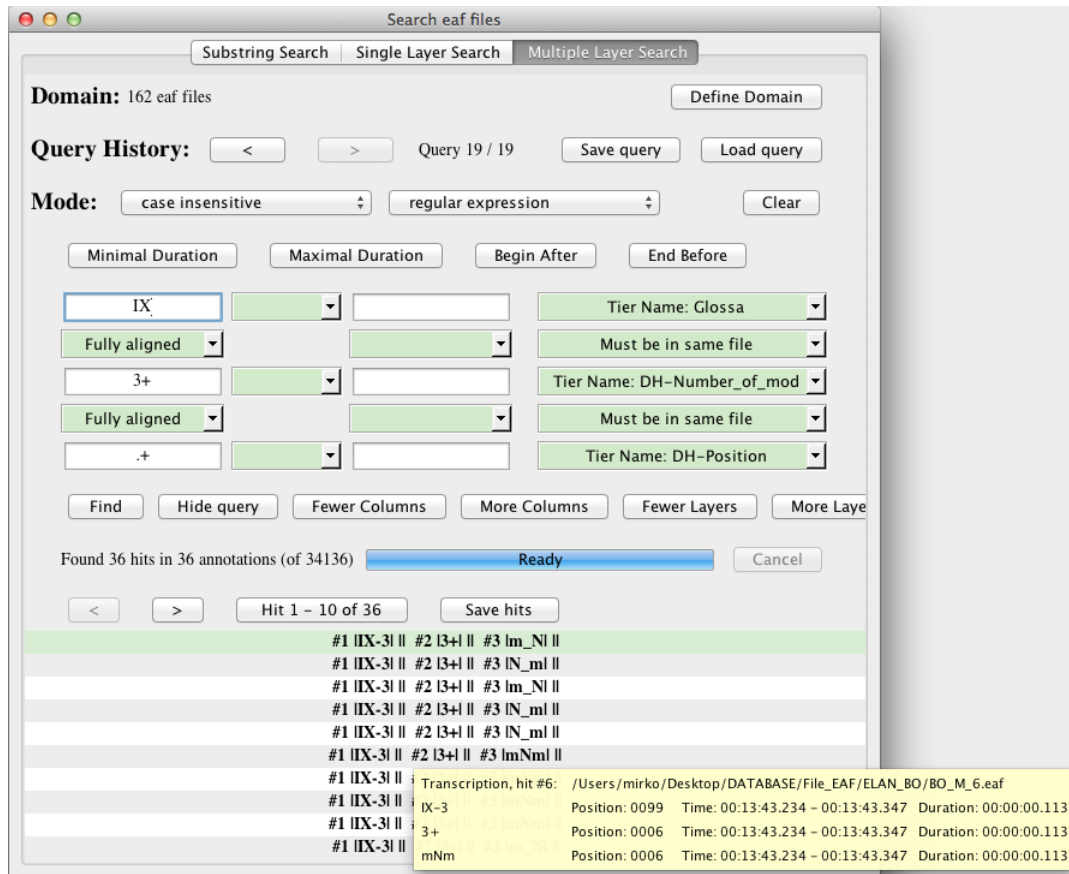 Search eaf files
Substring Search Single Layer Search Multiple Layer Search
Domain: 162 eaf files Define Domain
Query History: < > Query 19 / 19 Save query Load query
Mode: case insensitive regular expression Clear
Minimal Duration Maximal Duration Begin After End Before
IX Tier Name: Glossa
Fully aligned Must be in same file
3+ Tier Name: DH-Number_of_mod
Fully aligned Must be in same file
.+ Tier Name: DH-Position
Find Hide query Fewer Columns More Columns Fewer Layers More Laye
Found 36 hits in 36 annotations (of 34136) Ready Cancel
< > Hit 1 - 10 of 36 Save hits
#1 |IX-3| || #2 |3+| || #3 |m_N| ||
#1 |IX-3| || #2 |3+| || #3 |N_m| ||
#1 |IX-3| || #2 |3+| || #3 |m_N| ||
#1 |IX-3| || #2 |3+| || #3 |N_m| ||
#1 |IX-3| || #2 |3+| || #3 |N_m| ||
#1 |IX-3| || #2 |3+| || #3 |mNm| ||
#1 |IX-3| ||
#1 |IX-3| ||
#1 |IX-3| ||
#1 |IX-3| ||
Transcription, hit #6: /Users/mirko/Desktop/DATABASE/File_EAF/ELAN_BO/BO_M_6.eaf
IX-3 Position: 0099 Time: 00:13:43.234 - 00:13:43.347 Duration: 00:00:00.113
3+ Position: 0006 Time: 00:13:43.234 - 00:13:43.347 Duration: 00:00:00.113
mNm Position: 0006 Time: 00:13:43.234 - 00:13:43.347 Duration: 00:00:00.113